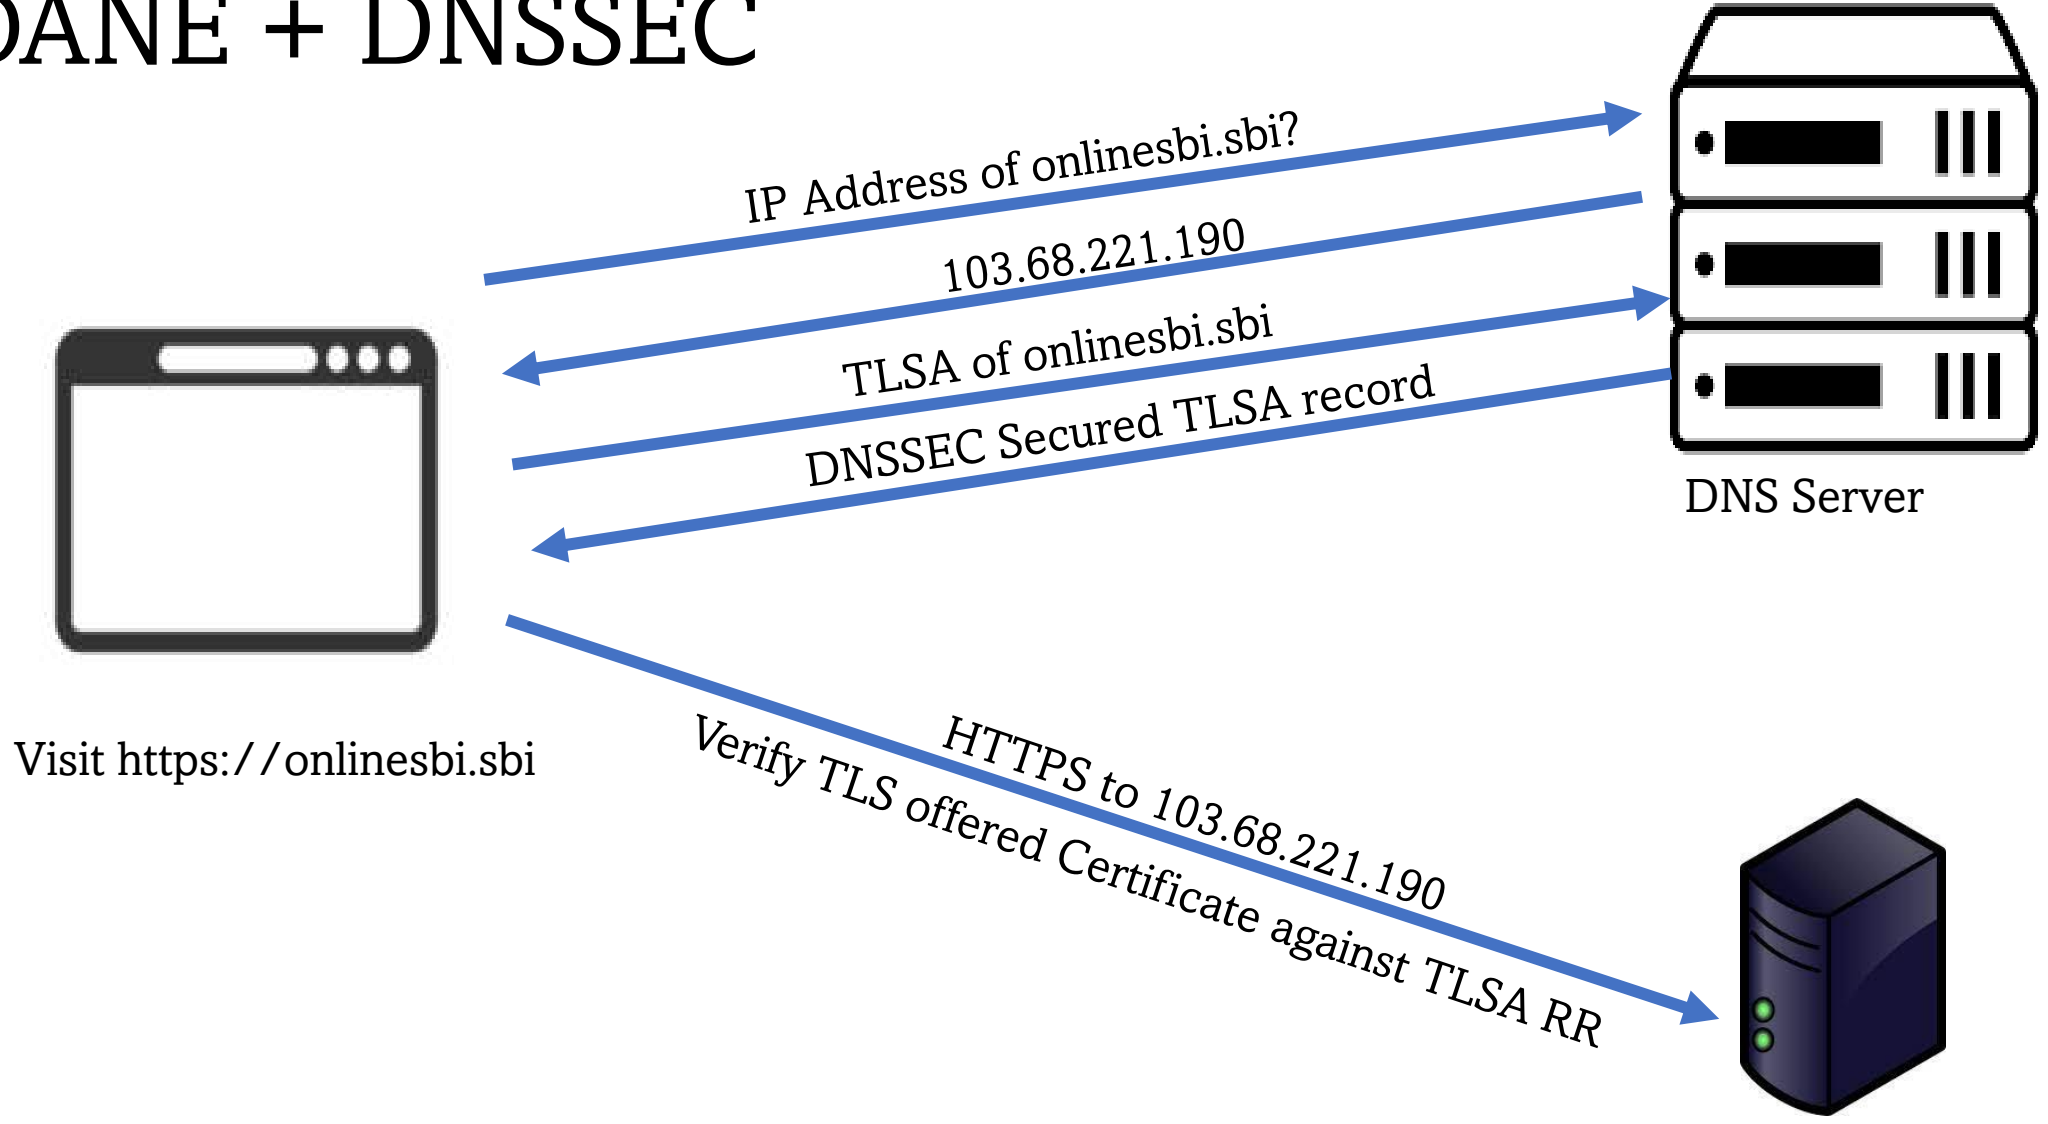 DANE + DNSSEC
IP Address of onlinesbi.sbi?
103.68.221.190
TLSA of onlinesbi.sbi
DNSSEC Secured TLSA record
DNS Server
Visit https://onlinesbi.sbi
HTTPS to 103.68.221.190
Verify TLS offered Certificate against TLSA RR